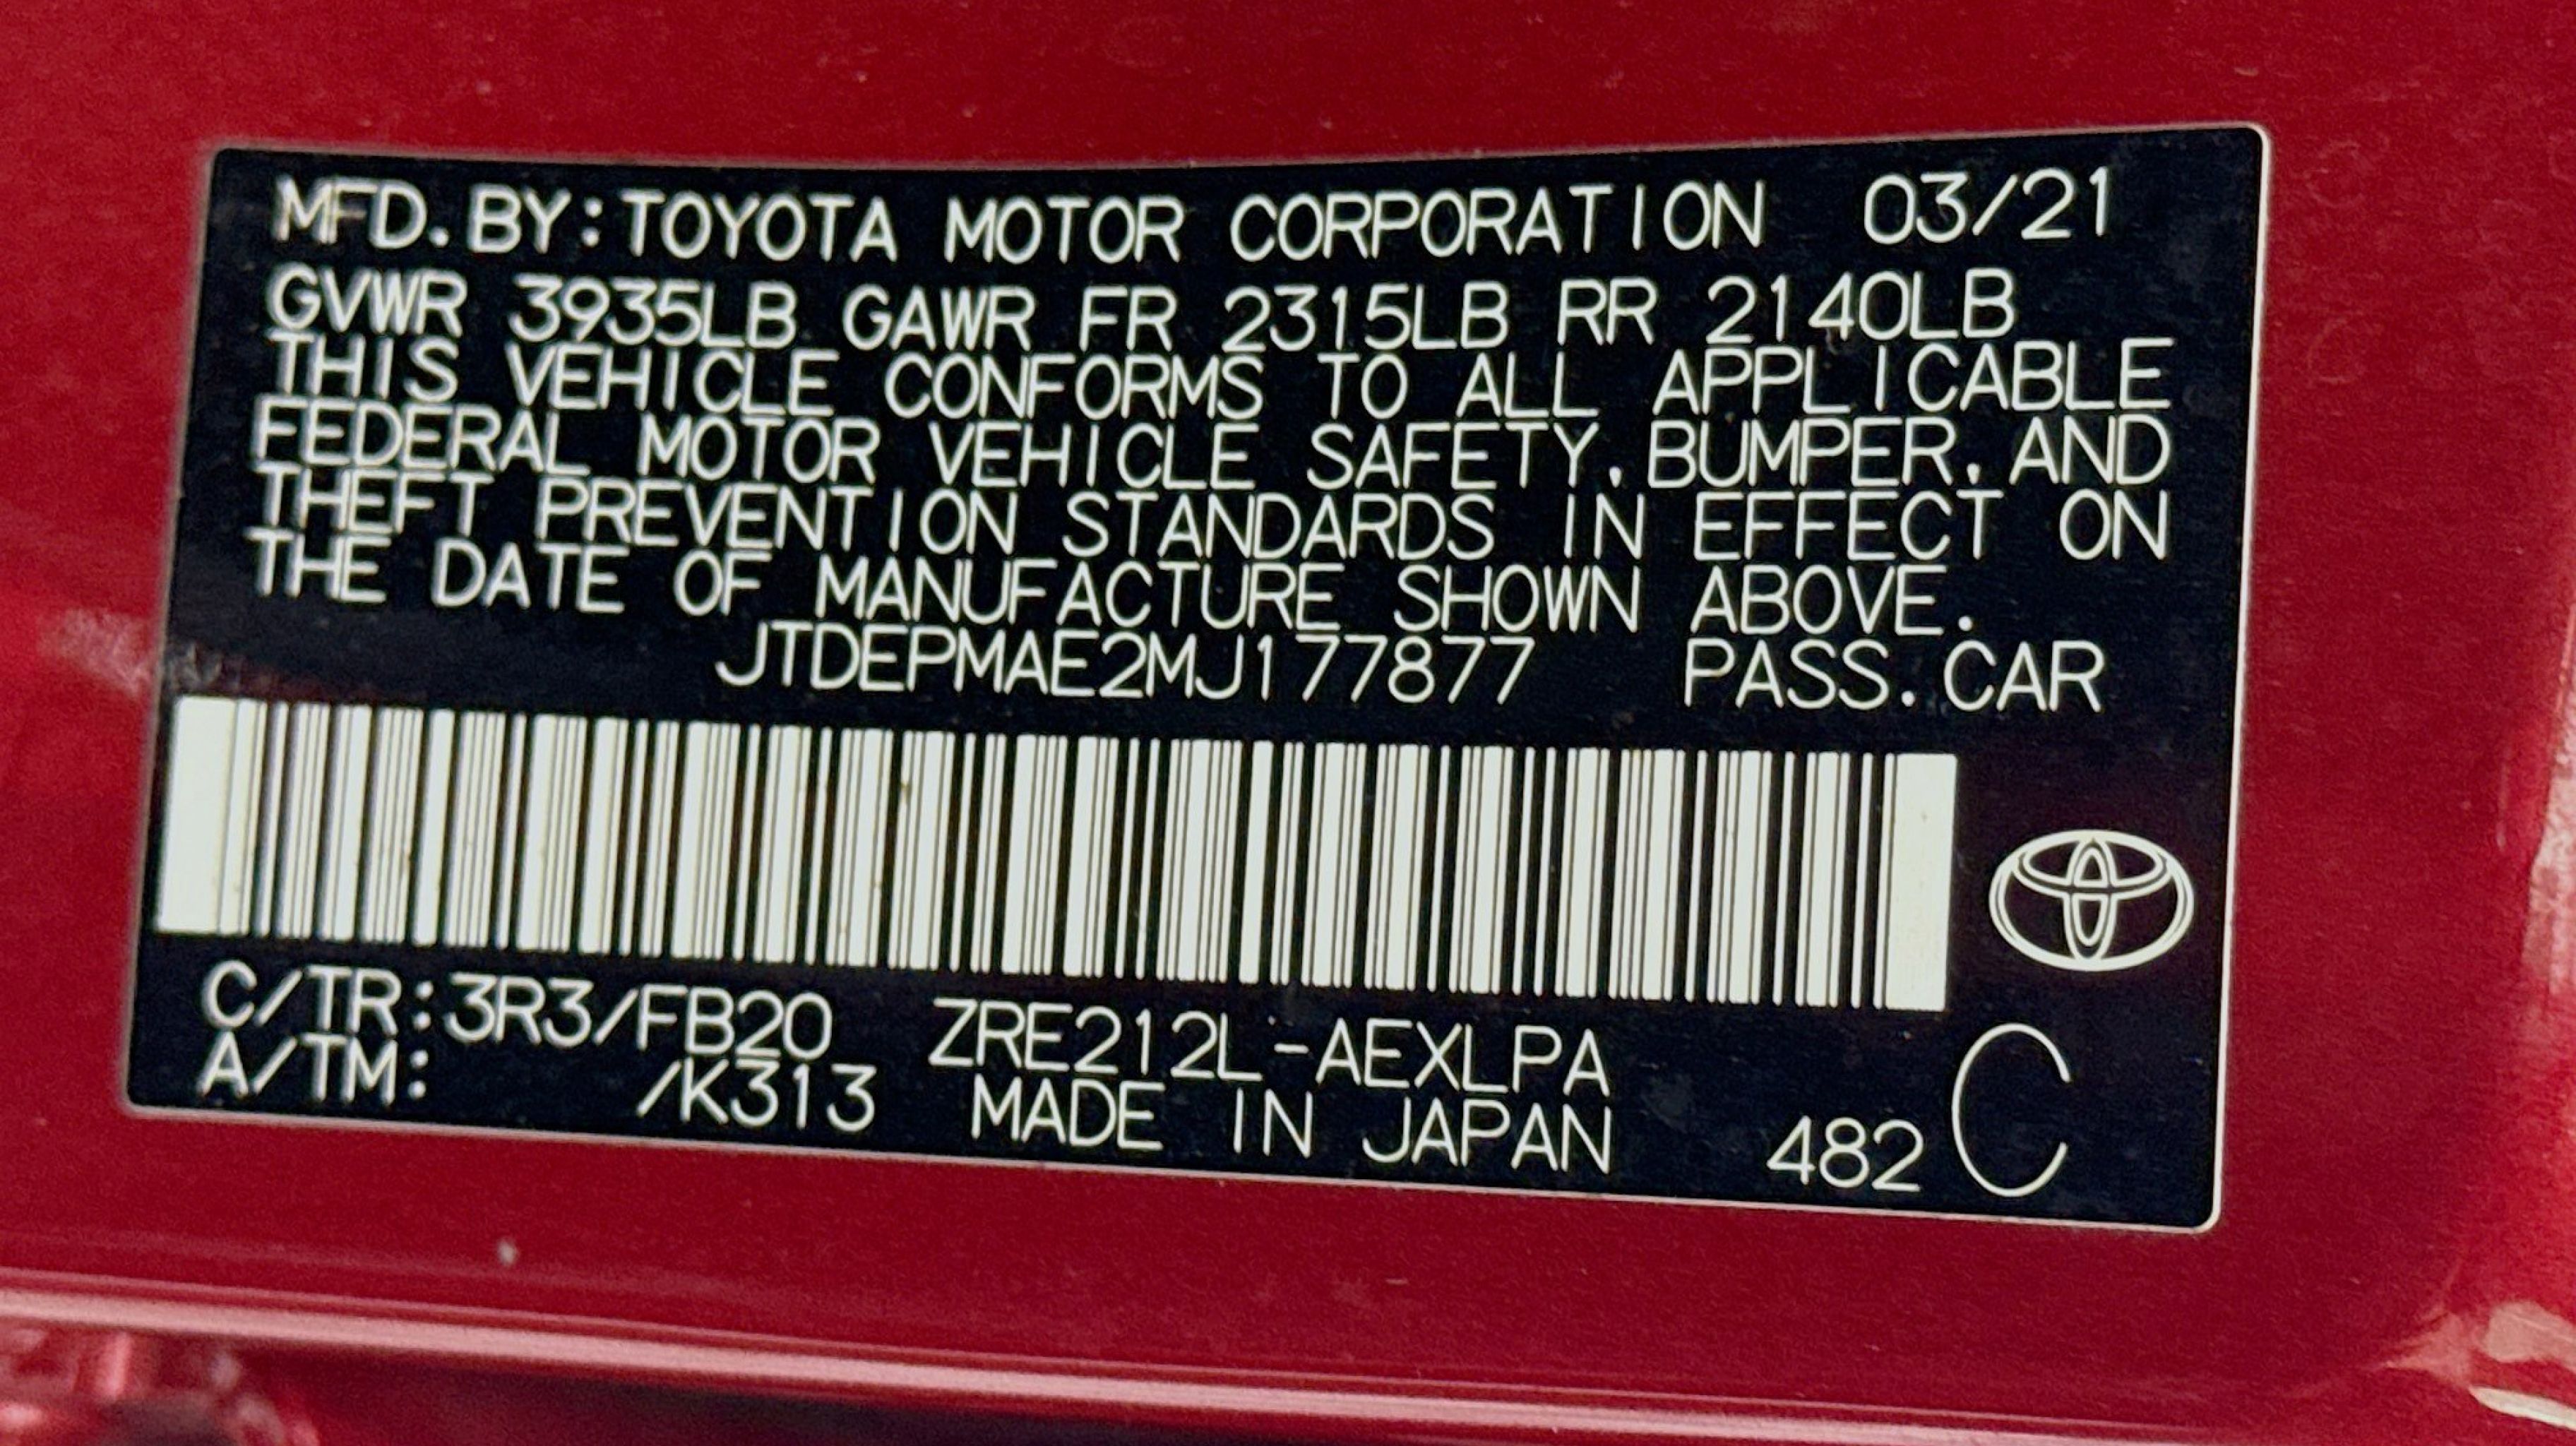 MFD.BY:TOYOTA MOTOR CORPORATION 03/21
GVWR 3935LB GAWR FR 2315LB RR 2140LB
THIS VEHICLE CONFORMS TO ALL APPLICABLE
FEDERAL MOTOR VEHICLE SAFETY,BUMPER,AND
THEFT PREVENTION STANDARDS IN EFFECT ON
THE DATE OF MANUFACTURE SHOWN ABOVE.
JTDEPMAE2MJ177877 PASS.CAR
C/TR:3R3/FB20 ZRE212L-AEXLPA
A/TM: /K313 MADE IN JAPAN 482 C